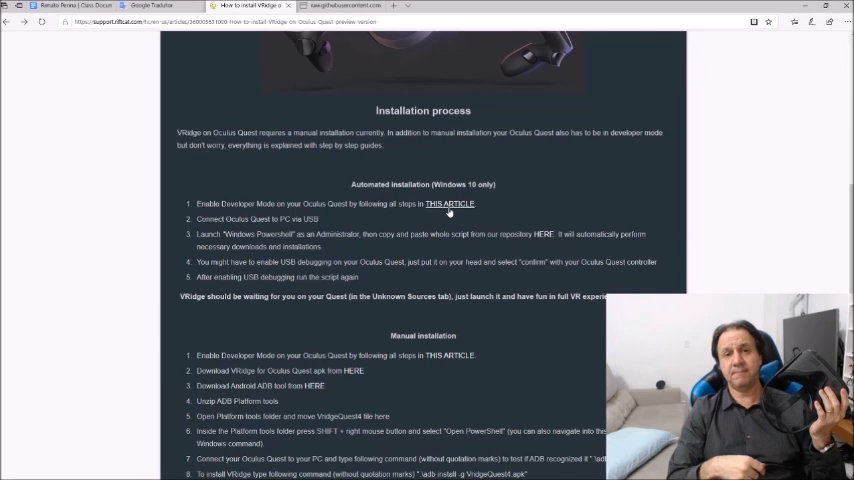 Renato Penna | Class Docun
Google Tradutor
How to install VRidge o
raw.githubusercontent.com
https://support.riftcat.com/hc/en-us/articles/360005631000-How-to-install-VRidge-on-Oculus-Quest-preview-version-
Installation process
VRidge on Oculus Quest requires a manual installation currently. In addition to manual installation your Oculus Quest also has to be in developer mode
but don't worry, everything is explained with step by step guides.
Automated installation (Windows 10 only)
1. Enable Developer Mode on your Oculus Quest by following all steps in THIS ARTICLE.
2. Connect Oculus Quest to PC via USB
3. Launch "Windows Powershell" as an Administrator, then copy and paste whole script from our repository HERE. It will automatically perform
necessary downloads and installations.
4. You might have to enable USB debugging on your Oculus Quest, just put it on your head and select "confirm" with your Oculus Quest controller
5. After enabling USB debugging run the script again
VRidge should be waiting for you on your Quest (in the Unknown Sources tab), just launch it and have fun in full VR experie
Manual installation
1. Enable Developer Mode on your Oculus Quest by following all steps in THIS ARTICLE.
2. Download VRidge for Oculus Quest apk from HERE
3. Download Android ADB tool from HERE
4. Unzip ADB Platform tools
5. Open Platform tools folder and move VridgeQuest4 file here
6. Inside the Platform tools folder press SHIFT + right mouse button and select "Open PowerShell" (you can also navigate into this
Windows command).
7. Connect your Oculus Quest to your PC and type following command (without quotation marks) to test if ADB recognized it ".\ad
8. To install VRidge type following command (without quotation marks) ".\adb install -g VridgeQuest4.apk"